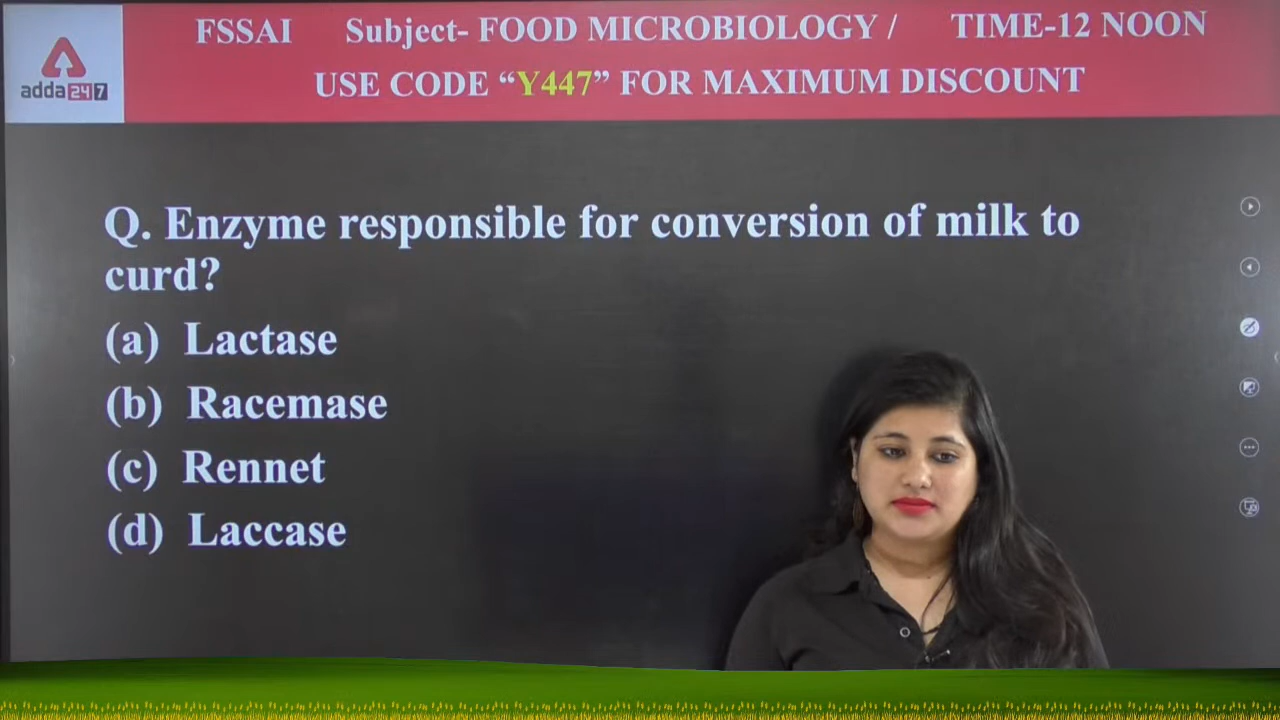 FSSAI Subject- FOOD MICROBIOLOGY / TIME-12 NOON
adda247
USE CODE “Y447” FOR MAXIMUM DISCOUNT
Q. Enzyme responsible for conversion of milk to
curd?
(a) Lactase
(b) Racemase
(c) Rennet
(d) Laccase